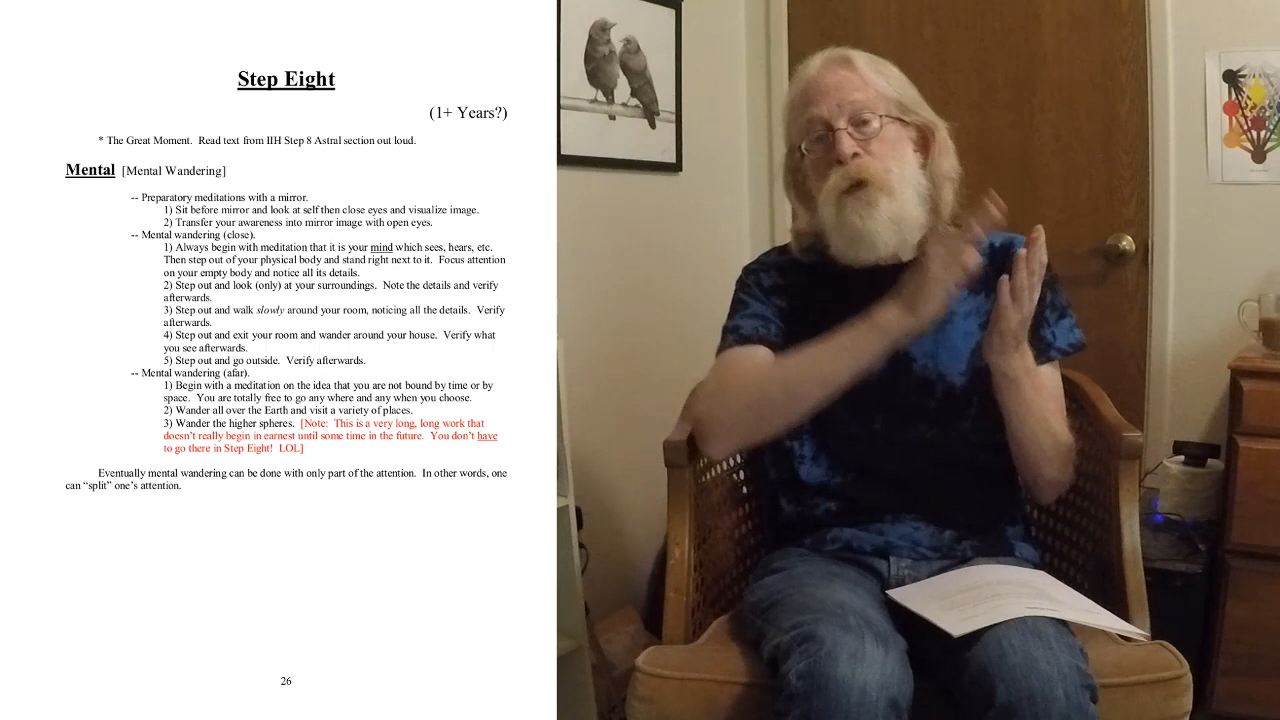 Step Eight
(1+ Years?)
* The Great Moment. Read text from IIH Step 8 Astral section out loud.
Mental [Mental Wandering]
-- Preparatory meditations with a mirror.
1) Sit before mirror and look at self then close eyes and visualize image.
2) Transfer your awareness into mirror image with open eyes.
-- Mental wandering (close).
1) Always begin with meditation that it is your mind which sees, hears, etc.
Then step out of your physical body and stand right next to it. Focus attention
on your empty body and notice all its details.
2) Step out and look (only) at your surroundings. Note the details and verify
afterwards.
3) Step out and walk slowly around your room, noticing all the details. Verify
afterwards.
4) Step out and exit your room and wander around your house. Verify what
you see afterwards.
5) Step out and go outside. Verify afterwards.
-- Mental wandering (afar).
1) Begin with a meditation on the idea that you are not bound by time or by
space. You are totally free to go any where and any when you choose.
2) Wander all over the Earth and visit a variety of places.
3) Wander the higher spheres. [Note: This is a very long, long work that
doesn't really begin in earnest until some time in the future. You don't have
to go there in Step Eight! LOL]
Eventually mental wandering can be done with only part of the attention. In other words, one
can “split” one's attention.
26